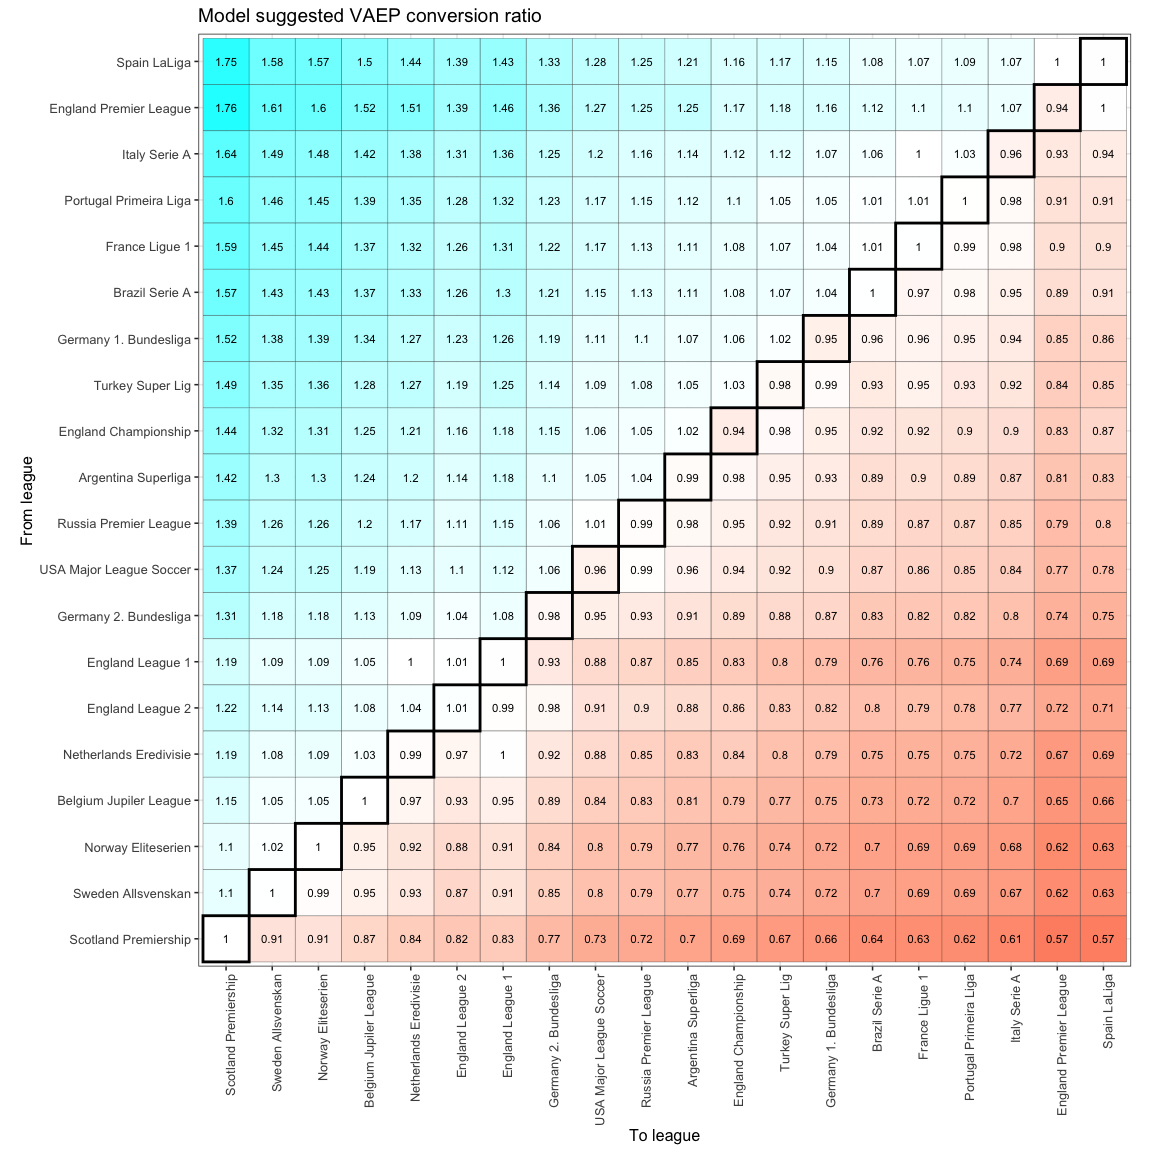 Model suggested VAEP conversion ratio
Spain LaLiga 1.75 1.58 1.57 1.5 1.44 1.39 1.43 1.33 1.28 1.25 1.21 1.16 1.17 1.15 1.08 1.07 1.09 1.07 1 1
England Premier League 1.76 1.61 1.6 1.52 1.51 1.39 1.46 1.36 1.27 1.25 1.25 1.17 1.18 1.16 1.12 1.1 1.1 1.07 0.94 1
Italy Serie A 1.64 1.49 1.48 1.42 1.38 1.31 1.36 1.25 1.2 1.16 1.14 1.12 1.12 1.07 1.06 1 1.03 0.96 0.93 0.94
Portugal Primeira Liga 1.6 1.46 1.45 1.39 1.35 1.28 1.32 1.23 1.17 1.15 1.12 1.1 1.05 1.05 1.01 1.01 1 0.98 0.91 0.91
France Ligue 1 1.59 1.45 1.44 1.37 1.32 1.26 1.31 1.22 1.17 1.13 1.11 1.08 1.07 1.04 1.01 1 0.99 0.98 0.9 0.9
Brazil Serie A 1.57 1.43 1.43 1.37 1.33 1.26 1.3 1.21 1.15 1.13 1.11 1.08 1.07 1.04 1 0.97 0.98 0.95 0.89 0.91
Germany 1. Bundesliga 1.52 1.38 1.39 1.34 1.27 1.23 1.26 1.19 1.11 1.1 1.07 1.06 1.02 0.95 0.96 0.96 0.95 0.94 0.85 0.86
Turkey Super Lig 1.49 1.35 1.36 1.28 1.27 1.19 1.25 1.14 1.09 1.08 1.05 1.03 0.98 0.99 0.93 0.95 0.93 0.92 0.84 0.85
England Championship 1.44 1.32 1.31 1.25 1.21 1.16 1.18 1.15 1.06 1.05 1.02 0.94 0.98 0.95 0.92 0.92 0.9 0.9 0.83 0.87
Argentina Superliga 1.42 1.3 1.3 1.24 1.2 1.14 1.18 1.1 1.05 1.04 0.99 0.98 0.95 0.93 0.89 0.9 0.89 0.87 0.81 0.83
Russia Premier League 1.39 1.26 1.26 1.2 1.17 1.11 1.15 1.06 1.01 0.99 0.98 0.95 0.92 0.91 0.89 0.87 0.87 0.85 0.79 0.8
USA Major League Soccer 1.37 1.24 1.25 1.19 1.13 1.1 1.12 1.06 0.96 0.99 0.96 0.94 0.92 0.9 0.87 0.86 0.85 0.84 0.77 0.78
Germany 2. Bundesliga 1.31 1.18 1.18 1.13 1.09 1.04 1.08 0.98 0.95 0.93 0.91 0.89 0.88 0.87 0.83 0.82 0.82 0.8 0.74 0.75
England League 1 1.19 1.09 1.09 1.05 1 1.01 1 0.93 0.88 0.87 0.85 0.83 0.8 0.79 0.76 0.76 0.75 0.74 0.69 0.69
England League 2 1.22 1.14 1.13 1.08 1.04 1.01 0.99 0.98 0.91 0.9 0.88 0.86 0.83 0.82 0.8 0.79 0.78 0.77 0.72 0.71
Netherlands Eredivisie 1.19 1.08 1.09 1.03 0.99 0.97 1 0.92 0.88 0.85 0.83 0.84 0.8 0.79 0.75 0.75 0.75 0.72 0.67 0.69
Belgium Jupiler League 1.15 1.05 1.05 1 0.97 0.93 0.95 0.89 0.84 0.83 0.81 0.79 0.77 0.75 0.73 0.72 0.72 0.7 0.65 0.66
Norway Eliteserien 1.1 1.02 1 0.95 0.92 0.88 0.91 0.84 0.8 0.79 0.77 0.76 0.74 0.72 0.7 0.69 0.69 0.68 0.62 0.63
Sweden Allsvenskan 1.1 1 0.99 0.95 0.93 0.87 0.91 0.85 0.8 0.79 0.77 0.75 0.74 0.72 0.7 0.69 0.69 0.67 0.62 0.63
Scotland Premiership 1 0.91 0.91 0.87 0.84 0.82 0.83 0.77 0.73 0.72 0.7 0.69 0.67 0.66 0.64 0.63 0.62 0.61 0.57 0.57
From league
Scotland Premiership
Sweden Allsvenskan
Norway Eliteserien
Belgium Jupiler League
Netherlands Eredivisie
England League 2
England League 1
Germany 2. Bundesliga
USA Major League Soccer
Russia Premier League
Argentina Superliga
England Championship
Turkey Super Lig
Germany 1. Bundesliga
Brazil Serie A
France Ligue 1
Portugal Primeira Liga
Italy Serie A
England Premier League
Spain LaLiga
To league